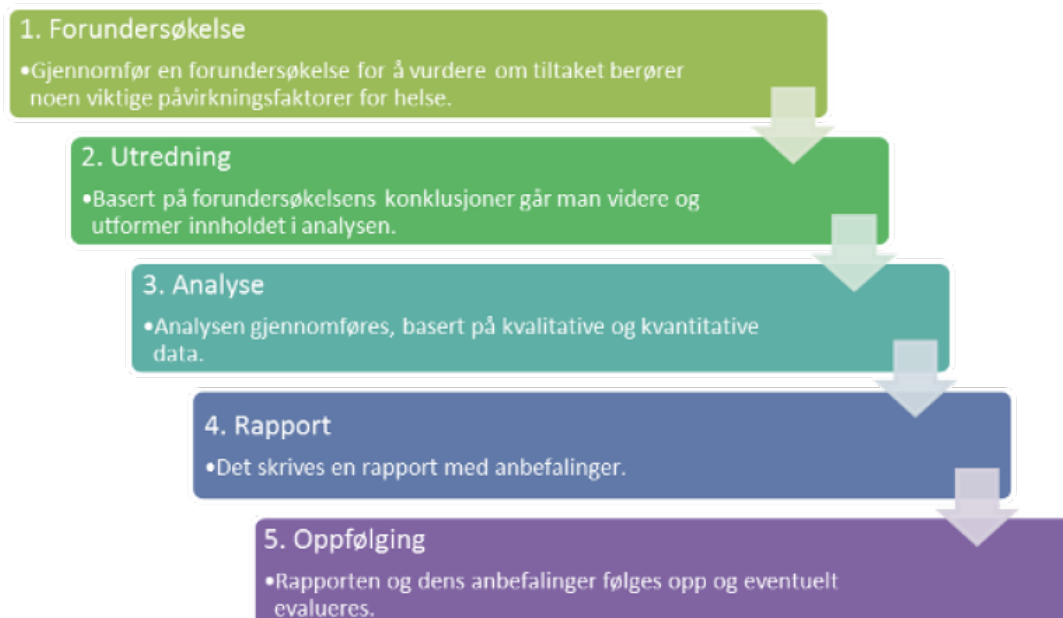 1. Forundersøkelse
•Gjennomfør en forundersøkelse for å vurdere om tiltaket berører
noen viktige påvirkningsfaktorer for helse.
2. Utredning
•Basert på forundersøkelsens konklusjoner går man videre og
utformer innholdet i analysen.
3. Analyse
•Analysen gjennomføres, basert på kvalitative og kvantitative
data.
4. Rapport
•Det skrives en rapport med anbefalinger.
5. Oppfølging
•Rapporten og dens anbefalinger følges opp og eventuelt
evalueres.